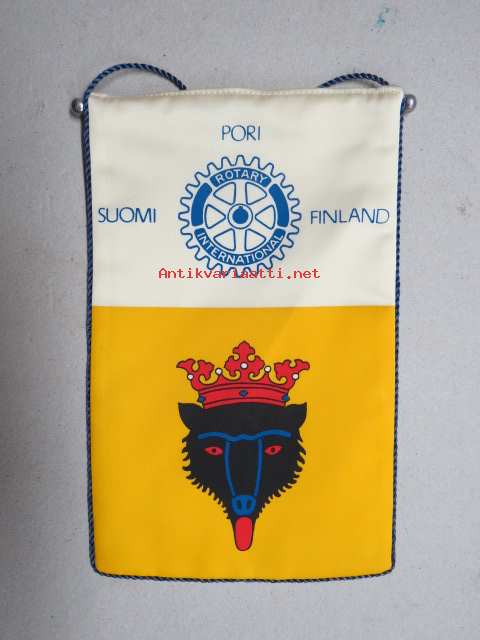 PORI
ROTARY
SUOMI
FINLAND
INTERNATIONAL
Antikvariaatti.net